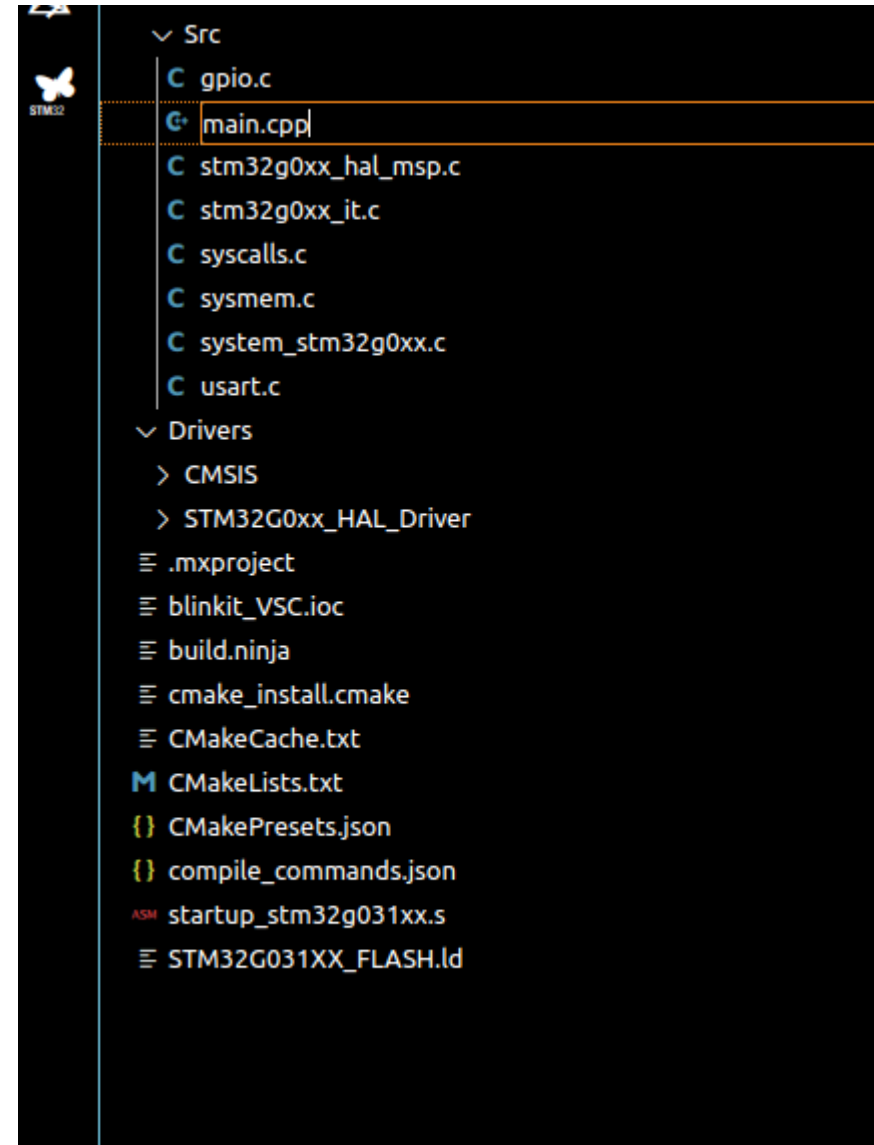 Src
STM32
C gpio.c
C+ main.cpp
C stm32g0xx_hal_msp.c
C stm32g0xx_it.c
C syscalls.c
C sysmem.c
C system_stm32g0xx.c
C usart.c
Drivers
CMSIS
STM32G0xx_HAL_Driver
.mxproject
blinkit_VSC.ioc
build.ninja
cmake_install.cmake
CMakeCache.txt
M CMakeLists.txt
{} CMakePresets.json
{} compile_commands.json
ASM startup_stm32g031xx.s
STM32G031XX_FLASH.ld